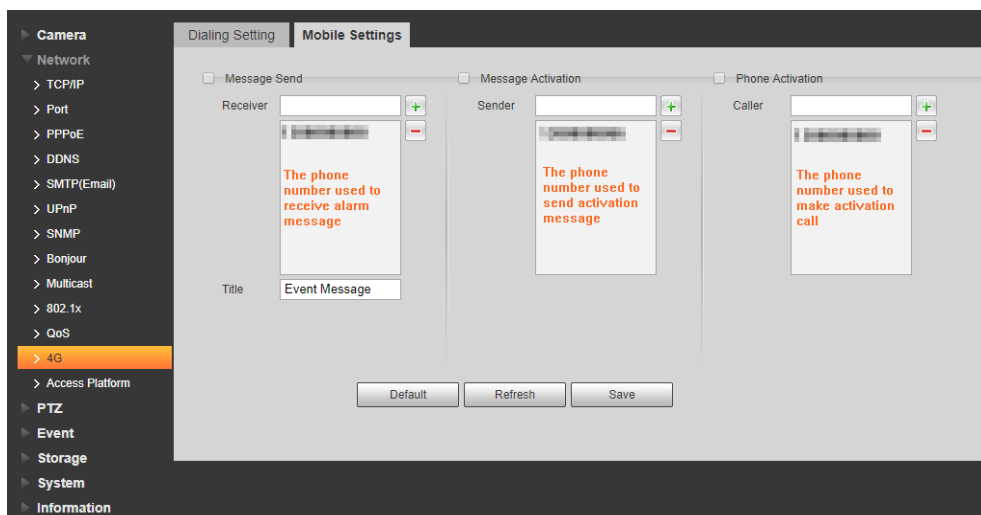 Camera
Network
TCP/IP
Port
PPPoE
DDNS
SMTP(Email)
UPnP
SNMP
Bonjour
Multicast
802.1x
QoS
4G
Access Platform
PTZ
Event
Storage
System
Information
Dialing Setting Mobile Settings
Message Send
Receiver
The phone
number used to
receive alarm
message
Title Event Message
Message Activation
Sender
The phone
number used to
send activation
message
Phone Activation
Caller
The phone
number used to
make activation
call
Default Refresh Save